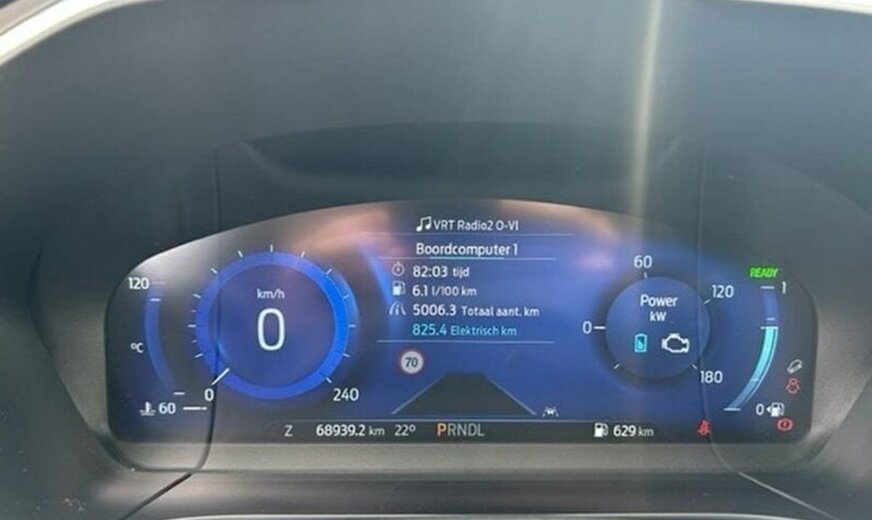 VRT Radio2 O-Vl
Boordcomputer 1
82:03 tijd
6.1 l/100 km
5006.3 Totaal aant. km
825.4 Elektrisch km
70
120
°C
60
km/h
0
0
240
60
Power
kW
0
120
180
READY
1
0
Z
68939.2 km
22°
PRNDL
629 km